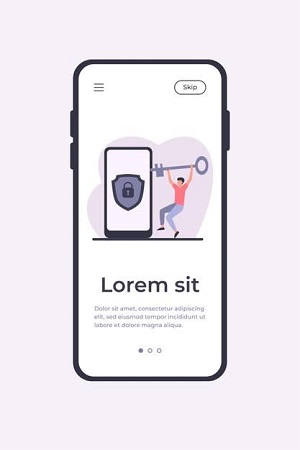 Skip
Lorem sit
Dolor sit amet, consectetur adipiscing
elit, sed eiusmod tempor incididunt ut
labore et dolore magna aliqua.